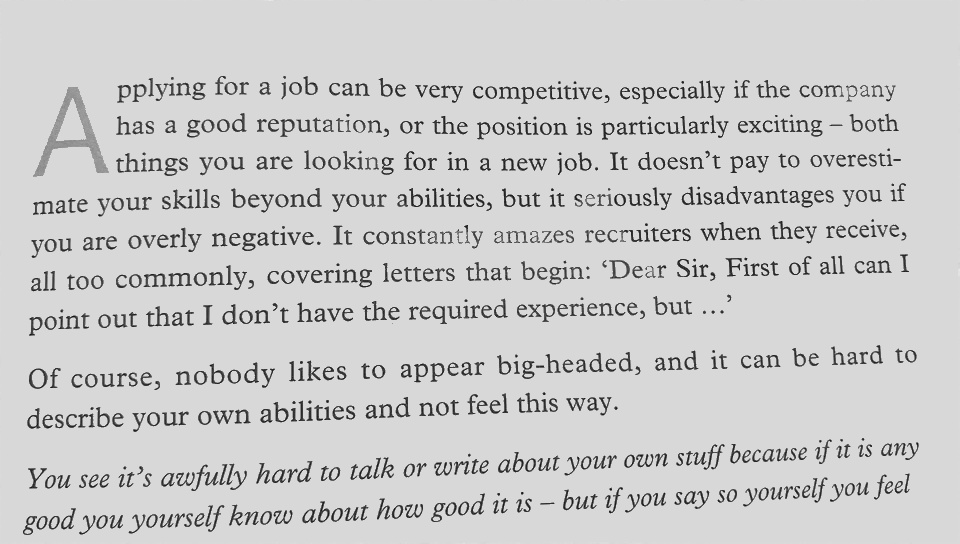 Applying for a job can be very competitive, especially if the company
has a good reputation, or the position is particularly exciting – both
things you are looking for in a new job. It doesn't pay to overesti-
mate your skills beyond your abilities, but it seriously disadvantages you if
you are overly negative. It constantly amazes recruiters when they receive,
all too commonly, covering letters that begin: 'Dear Sir, First of all can I
point out that I don't have the required experience, but ...'
Of course, nobody likes to appear big-headed, and it can be hard to
describe your own abilities and not feel this way.
You see it's awfully hard to talk or write about your own stuff because if it is any
good you yourself know about how good it is – but if you say so yourself you feel